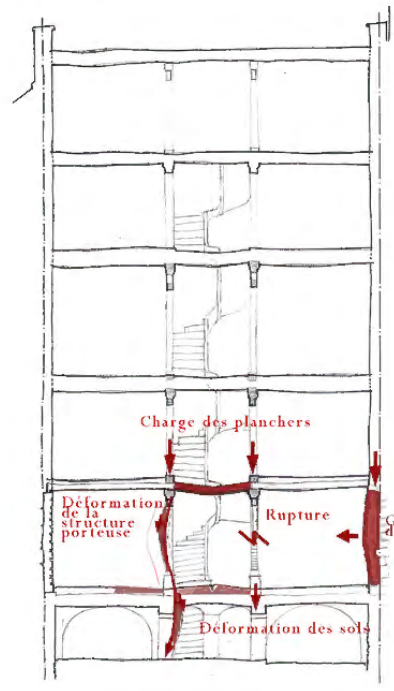 Charge des planchers
Déformation
de la
structure
porteuse
Rupture
Déformation des sols